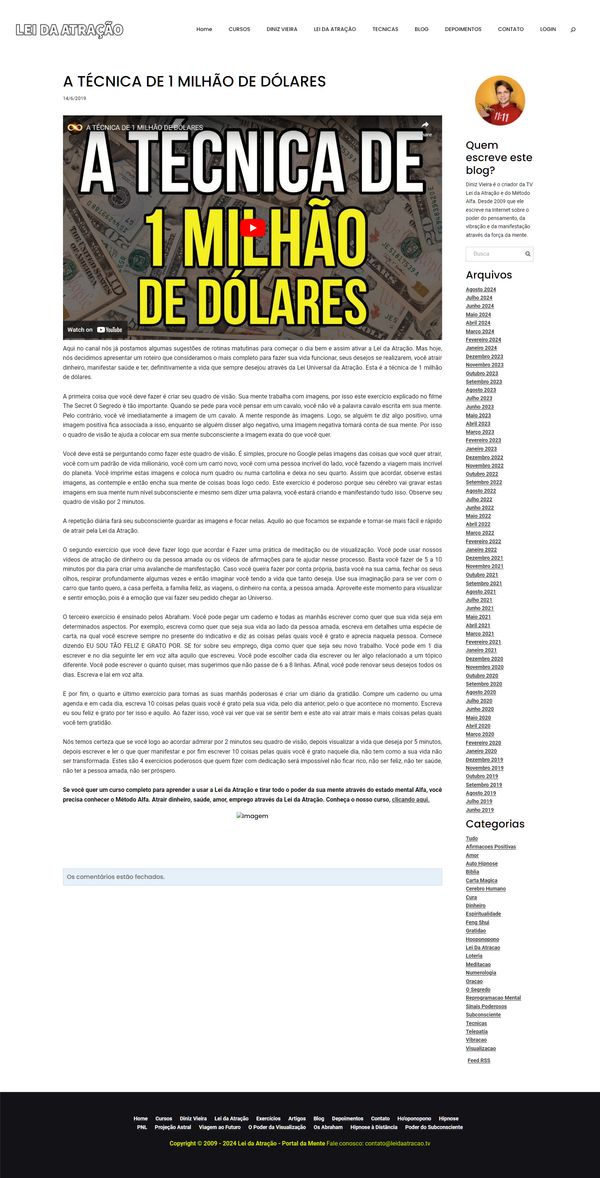 LEI DA ATRAÇÃO
Home CURSOS DINIZ VIEIRA LEI DA ATRAÇÃO TECNICAS BLOG DEPOIMENTOS CONTATO LOGIN
A TÉCNICA DE 1 MILHÃO DE DÓLARES
14/6/2019
A TÉCNICA DE 1 MILHÃO DE DÓLARES
Share
A TÉCNICA DE
1 MILHÃO
DE DÓLARES
Watch on YouTube
Aqui no canal nós já postamos algumas sugestões de rotinas matutinas para começar o dia bem e assim ativar a Lei da Atração. Mas hoje,
nós decidimos apresentar um roteiro que consideramos o mais completo para fazer sua vida funcionar, seus desejos se realizarem, você atrair
dinheiro, manifestar saúde e ter, definitivamente a vida que sempre desejou através da Lei Universal da Atração. Esta é a técnica de 1 milhão
de dólares.
A primeira coisa que você deve fazer é criar seu quadro de visão. Sua mente trabalha com imagens, por isso este exercício explicado no filme
The Secret O Segredo é tão importante. Quando se pede para você pensar em um cavalo, você não vê a palavra cavalo escrita em sua mente.
Pelo contrário, você vê imediatamente a imagem de um cavalo. A mente responde às imagens. Logo, se alguém te diz algo positivo, uma
imagem positiva fica associada a isso, enquanto se alguém disser algo negativo, uma imagem negativa tomará conta de sua mente. Por isso
o quadro de visão te ajuda a colocar em sua mente subconsciente a imagem exata do que você quer.
Você deve está se perguntando como fazer este quadro de visão. É simples, procure no Google pelas imagens das coisas que você quer atrair,
você com um padrão de vida milionário, você com um carro novo, você com uma pessoa incrível do lado, você fazendo a viagem mais incrível
do planeta. Você imprime estas imagens e coloca num quadro ou numa cartolina e deixa no seu quarto. Assim que acordar, observe estas
imagens, as contemple e então encha sua mente de coisas boas logo cedo. Este exercício é poderoso porque seu cérebro vai gravar estas
imagens em sua mente num nível subconsciente e mesmo sem dizer uma palavra, você estará criando e manifestando tudo isso. Observe seu
quadro de visão por 2 minutos.
A repetição diária fará seu subconsciente guardar as imagens e focar nelas. Aquilo ao que focamos se expande e tornar-se mais fácil e rápido
de atrair pela Lei da Atração.
O segundo exercício que você deve fazer logo que acordar é Fazer uma prática de meditação ou de visualização. Você pode usar nossos
vídeos de atração de dinheiro ou da pessoa amada ou os vídeos de afirmações para te ajudar nesse processo. Basta você fazer de 5 a 10
minutos por dia para criar uma avalanche de manifestação. Caso você queira fazer por conta própria, basta você na sua cama, fechar os seus
olhos, respirar profundamente algumas vezes e então imaginar você tendo a vida que tanto deseja. Use sua imaginação para se ver com o
carro que tanto quero, a casa perfeita, a família feliz, as viagens, o dinheiro na conta, a pessoa amada. Aproveite este momento para visualizar
e sentir emoção, pois é a emoção que vai fazer seu pedido chegar ao Universo.
O terceiro exercício é ensinado pelos Abraham. Você pode pegar um caderno e todas as manhãs escrever como quer que sua vida seja em
determinados aspectos. Por exemplo, escreva como quer que seja sua vida ao lado da pessoa amada, escreva em detalhes uma espécie de
carta, na qual você escreve sempre no presente do indicativo e diz as coisas pelas quais você é grato e aprecia naquela pessoa. Comece
dizendo EU SOU TÃO FELIZ E GRATO POR. SE for sobre seu emprego, diga como quer que seja seu novo trabalho. Você pode em 1 dia
escrever e no dia seguinte ler em voz alta aquilo que escreveu. Você pode escolher cada dia escrever ou ler algo relacionado a um tópico
diferente. Você pode escrever o quanto quiser, mas sugerimos que não passe de 6 a 8 linhas. Afinal, você pode renovar seus desejos todos os
dias. Escreva e lai em voz alta.
E por fim, o quarto e último exercício para tornas as suas manhãs poderosas é criar um diário da gratidão. Compre um caderno ou uma
agenda e em cada dia, escreva 10 coisas pelas quais você é grato pela sua vida, pelo dia anterior, pelo o que acontece no momento. Escreva
eu sou feliz e grato por ter isso e aquilo. Ao fazer isso, você vai ver que vai se sentir bem e este ato vai atrair mais e mais coisas pelas quais
você tem gratidão.
Nós temos certeza que se você logo ao acordar admirar por 2 minutos seu quadro de visão, depois visualizar a vida que deseja por 5 minutos,
depois escrever e ler o que quer manifestar e por fim escrever 10 coisas pelas quais você é grato naquele dia, não tem como a sua vida não
ser transformada. Estes são 4 exercícios poderosos que quem fizer com dedicação será impossível não ficar rico, não ser feliz, não ter saúde,
não ter a pessoa amada, não ser próspero.
Se você quer um curso completo para aprender a usar a Lei da Atração e tirar todo o poder da sua mente através do estado mental Alfa, você
precisa conhecer o Método Alfa. Atrair dinheiro, saúde, amor, emprego através da Lei da Atração. Conheça o nosso curso, clicando aqui.
Imagem
Os comentários estão fechados.
11:11
Quem
escreve este
blog?
Diniz Vieira é o criador da TV
Lei da Atração e do Método
Alfa. Desde 2009 que ele
escreve na Internet sobre o
poder do pensamento, da
vibração e da manifestação
através da força da mente.
Busca
Arquivos
Agosto 2024
Julho 2024
Junho 2024
Maio 2024
Abril 2024
Março 2024
Fevereiro 2024
Janeiro 2024
Dezembro 2023
Novembro 2023
Outubro 2023
Setembro 2023
Agosto 2023
Julho 2023
Junho 2023
Maio 2023
Abril 2023
Março 2023
Fevereiro 2023
Janeiro 2023
Dezembro 2022
Novembro 2022
Outubro 2022
Setembro 2022
Agosto 2022
Julho 2022
Junho 2022
Maio 2022
Abril 2022
Março 2022
Fevereiro 2022
Janeiro 2022
Dezembro 2021
Novembro 2021
Outubro 2021
Setembro 2021
Agosto 2021
Julho 2021
Junho 2021
Maio 2021
Abril 2021
Março 2021
Fevereiro 2021
Janeiro 2021
Dezembro 2020
Novembro 2020
Outubro 2020
Setembro 2020
Agosto 2020
Julho 2020
Junho 2020
Maio 2020
Abril 2020
Março 2020
Fevereiro 2020
Janeiro 2020
Dezembro 2019
Novembro 2019
Outubro 2019
Setembro 2019
Agosto 2019
Julho 2019
Junho 2019
Categorias
Tudo
Afirmacoes Positivas
Amor
Auto Hipnose
Biblia
Carta Magica
Cerebro Humano
Cura
Dinheiro
Espiritualidade
Feng Shui
Gratidao
Hooponopono
Lei Da Atracao
Loteria
Meditacao
Numerologia
Oracao
O Segredo
Reprogramacao Mental
Sinais Poderosos
Subconsciente
Tecnicas
Telepatia
Vibracao
Visualizacao
Feed RSS
Home Cursos Diniz Vieira Lei da Atração Exercícios Artigos Blog Depoimentos Contato Ho'oponopono Hipnose
PNL Projeção Astral Viagem ao Futuro O Poder da Visualização Os Abraham Hipnose à Distância Poder do Subconsciente
Copyright © 2009 - 2024 Lei da Atração - Portal da Mente Fale conosco: contato@leidaatracao.tv